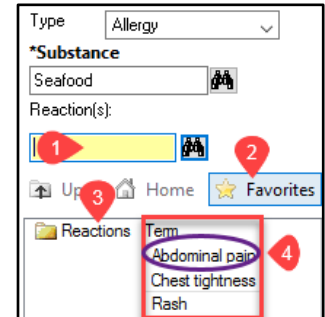 Type Allergy
*Substance
Seafood
Reaction(s):
1
2
Up Home Favorites
3
Reactions Term
Abdominal pain 4
Chest tightness
Rash